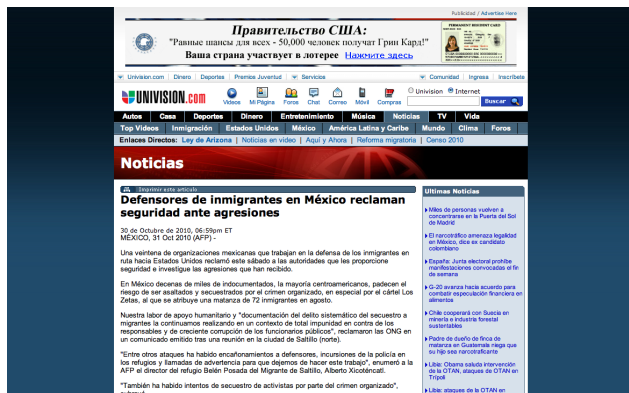 Publicidad / Advertise Here
Правительство США:
"Равные шансы для всех - 50,000 человек получат Грин Кард!"
Ваша страна участвует в лотерее Нажмите здесь
PERMANENT RESIDENT CARD
Univision.com | Dinero | Deportes | Premios Juventud | Servicios
Comunidad | Ingresa | Inscríbete
UNIVISION.com
Videos Mi Página Foros Chat Correo Móvil Compras
Univision Internet
Buscar
Autos Casa Deportes Dinero Entretenimiento Música Noticias TV Vida
Top Videos Inmigración Estados Unidos México América Latina y Caribe Mundo Clima Foros
Enlaces Directos: Ley de Arizona | Noticias en video | Aquí y Ahora | Reforma migratoria | Censo 2010
Noticias
Imprimir este artículo
Defensores de inmigrantes en México reclaman
seguridad ante agresiones
30 de Octubre de 2010, 06:59pm ET
MÉXICO, 31 Oct 2010 (AFP) -
Una veintena de organizaciones mexicanas que trabajan en la defensa de los inmigrantes en
ruta hacia Estados Unidos reclamó este sábado a las autoridades que les proporcione
seguridad e investigue las agresiones que han recibido.
En México decenas de miles de indocumentados, la mayoría centroamericanos, padecen el
riesgo de ser asaltados y secuestrados por el crimen organizado, en especial por el cártel Los
Zetas, al que se atribuye una matanza de 72 inmigrantes en agosto.
Nuestra labor de apoyo humanitario y "documentación del delito sistemático del secuestro a
migrantes la continuamos realizando en un contexto de total impunidad en contra de los
responsables y de creciente corrupción de los funcionarios públicos", reclamaron las ONG en
un comunicado emitido tras una reunión en la ciudad de Saltillo (norte).
"Entre otros ataques ha habido encañonamientos a defensores, incursiones de la policía en
los refugios y llamadas de advertencia para que dejemos de hacer este trabajo", enumeró a la
AFP el director del refugio Belén Posada del Migrante de Saltillo, Alberto Xicoténcatl.
"También ha habido intentos de secuestro de activistas por parte del crimen organizado",
Ultimas Noticias
Miles de personas vuelven a
concentrarse en la Puerta del Sol
de Madrid
El narcotráfico amenaza legalidad
en México, dice ex candidato
colombiano
España: Junta electoral prohíbe
manifestaciones convocadas el fin
de semana
G-20 avanza hacia acuerdo para
combatir especulación financiera en
alimentos
Chile cooperará con Suecia en
minería e industria forestal
sustentables
Padre de dueño de finca de
matanza en Guatemala niega que
su hijo sea narcotraficante
Libia: Obama saluda intervención
de la OTAN, ataques de OTAN en
Trípoli
Libia: ataques de la OTAN en